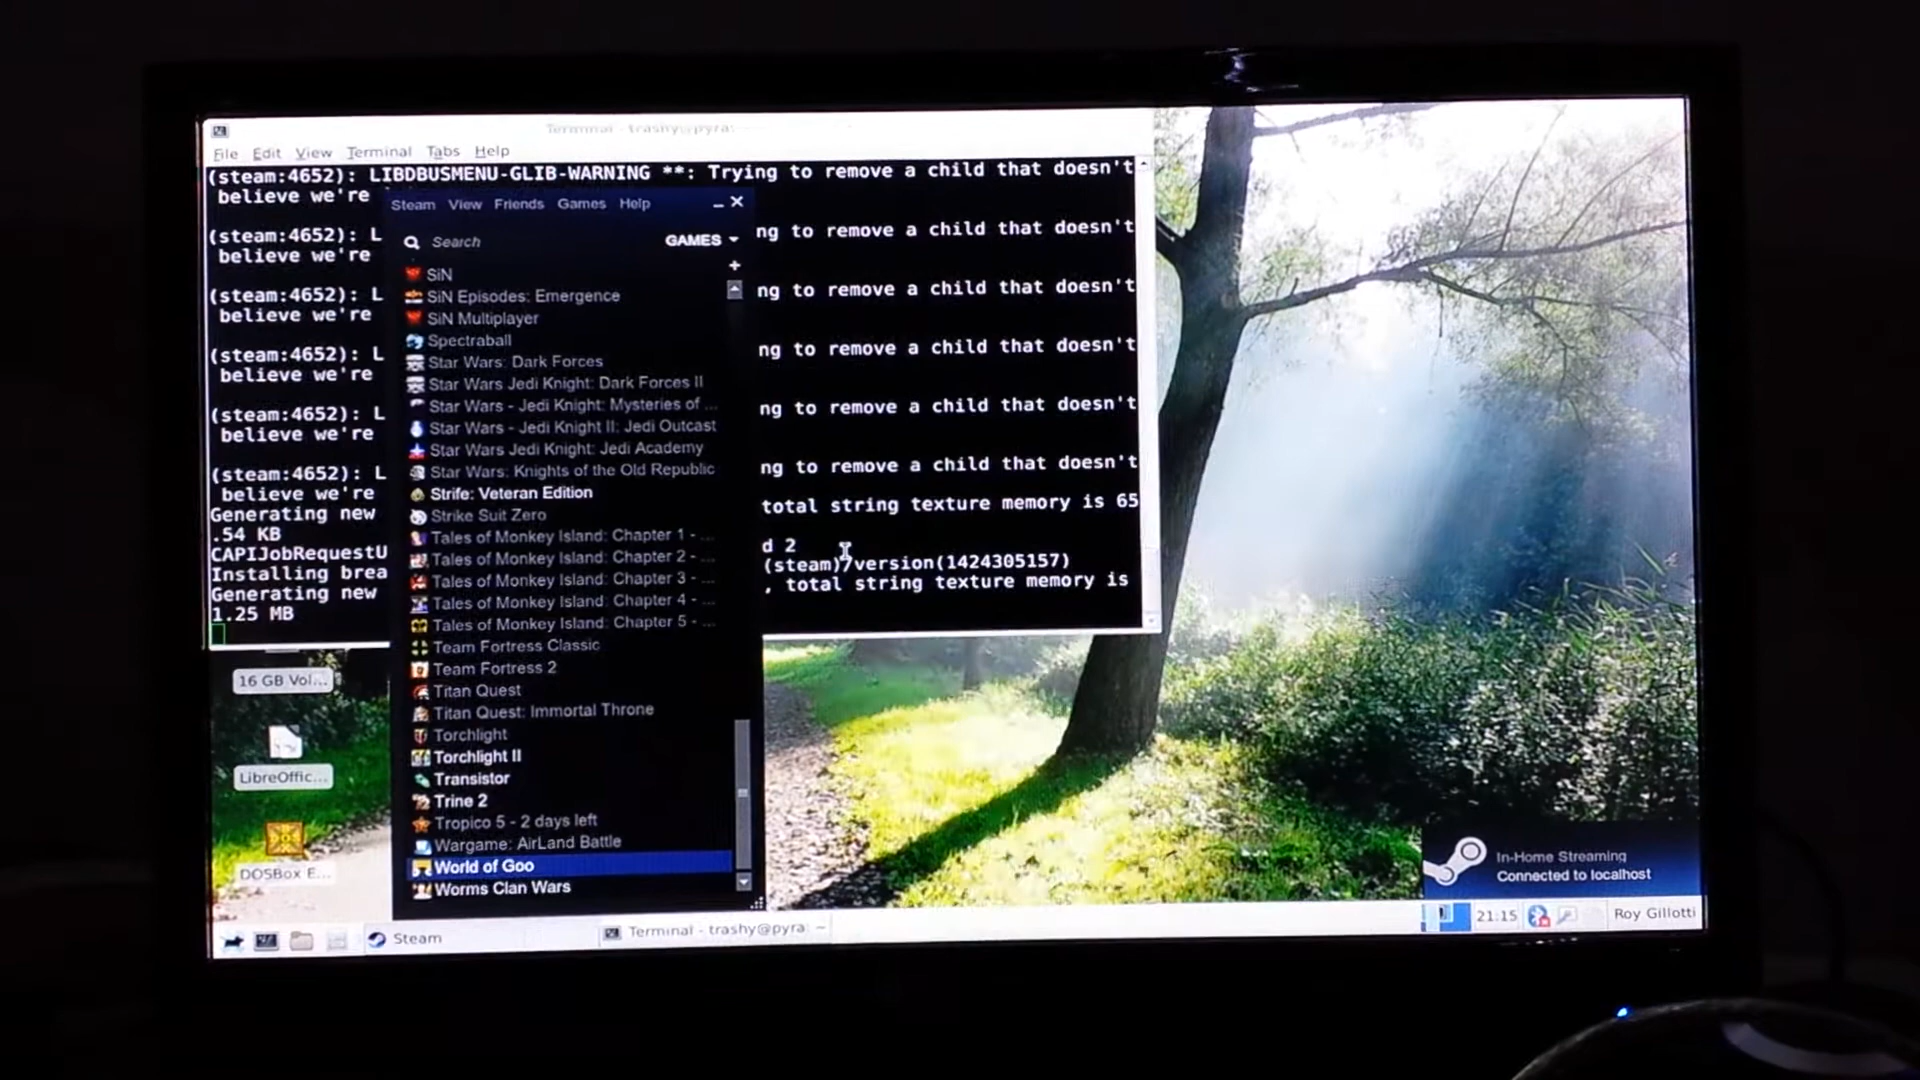 Terminal - trashy@pyra: ~
File Edit View Terminal Tabs Help
(steam:4652): LIBDBUSMENU-GLIB-WARNING **: Trying to remove a child that doesn't
believe we're
(steam:4652): L
ng to remove a child that doesn't
believe we're
(steam:4652): L
ng to remove a child that doesn't
believe we're
(steam:4652): L
ng to remove a child that doesn't
believe we're
(steam:4652): L
ng to remove a child that doesn't
believe we're
(steam:4652): L
ng to remove a child that doesn't
believe we're
Generating new
total string texture memory is 65
.54 KB
CAPIJobRequestU
d 2
Installing brea
(steam)/version(1424305157)
Generating new
, total string texture memory is
1.25 MB
Steam View Friends Games Help
Search
GAMES
SiN
SiN Episodes: Emergence
SiN Multiplayer
Spectraball
Star Wars: Dark Forces
Star Wars Jedi Knight: Dark Forces II
Star Wars - Jedi Knight: Mysteries of ...
Star Wars - Jedi Knight II: Jedi Outcast
Star Wars Jedi Knight: Jedi Academy
Star Wars: Knights of the Old Republic
Strife: Veteran Edition
Strike Suit Zero
Tales of Monkey Island: Chapter 1 - ...
Tales of Monkey Island: Chapter 2 - ...
Tales of Monkey Island: Chapter 3 - ...
Tales of Monkey Island: Chapter 4 - ...
Tales of Monkey Island: Chapter 5 - ...
Team Fortress Classic
Team Fortress 2
Titan Quest
Titan Quest: Immortal Throne
Torchlight
Torchlight II
Transistor
Trine 2
Tropico 5 - 2 days left
Wargame: AirLand Battle
World of Goo
Worms Clan Wars
16 GB Vol...
LibreOffic...
DOS
DOSBox E...
In-Home Streaming
Connected to localhost
Steam
Terminal - trashy@pyra: ~
21:15
Roy Gillotti